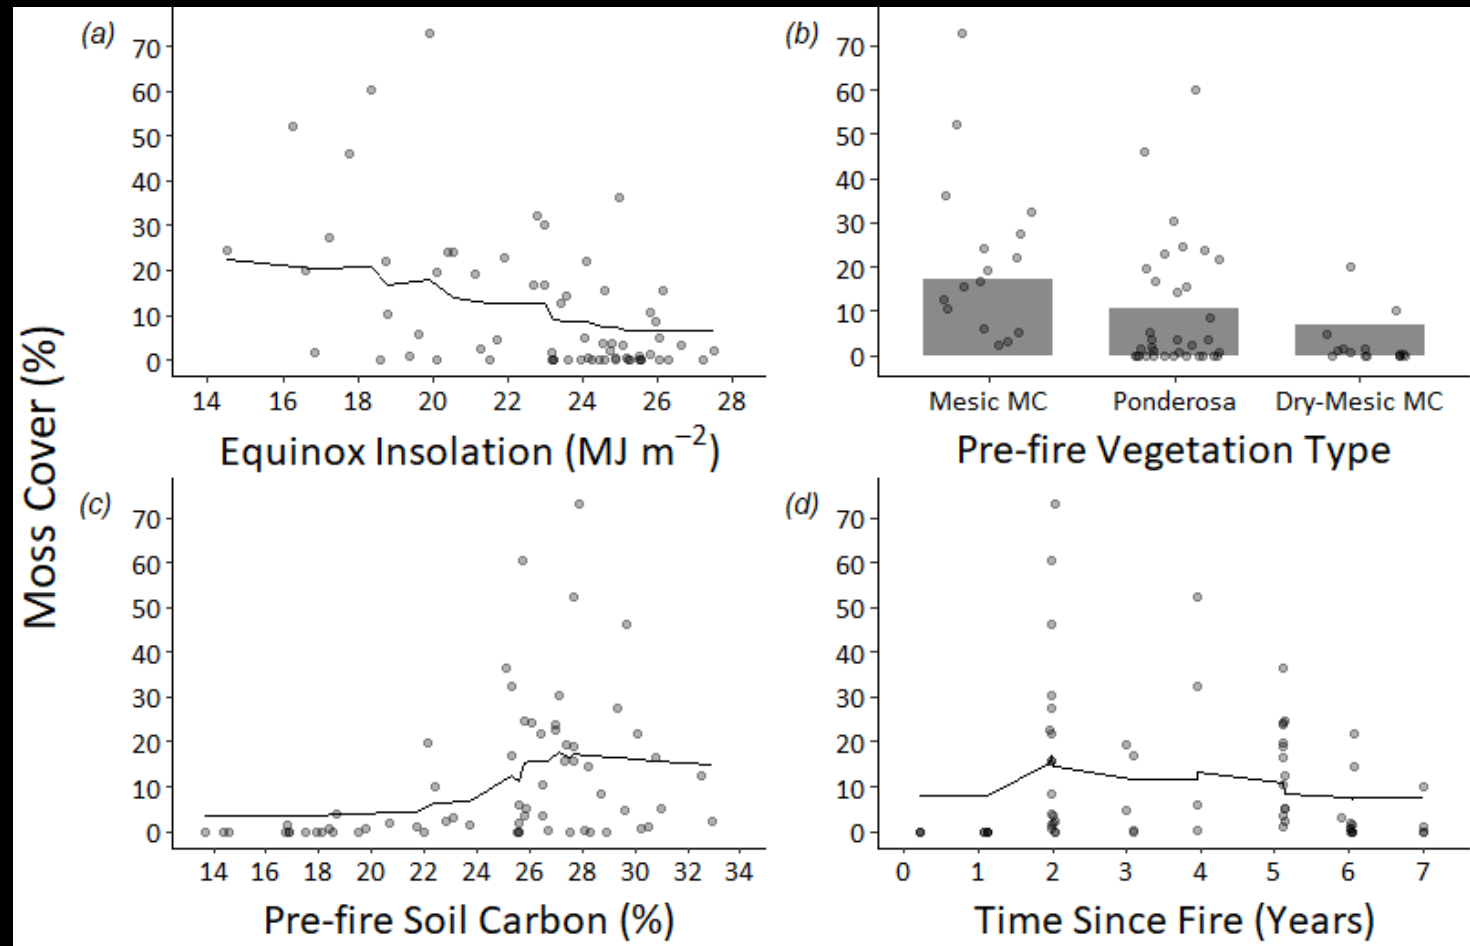 Moss Cover (%)
(a)
70
60
50
40
30
20
10
0
14 16 18 20 22 24 26 28
Equinox Insolation (MJ m⁻²)
(b)
70
60
50
40
30
20
10
0
Mesic MC Ponderosa Dry-Mesic MC
Pre-fire Vegetation Type
(c)
70
60
50
40
30
20
10
0
14 16 18 20 22 24 26 28 30 32 34
Pre-fire Soil Carbon (%)
(d)
70
60
50
40
30
20
10
0
0 1 2 3 4 5 6 7
Time Since Fire (Years)